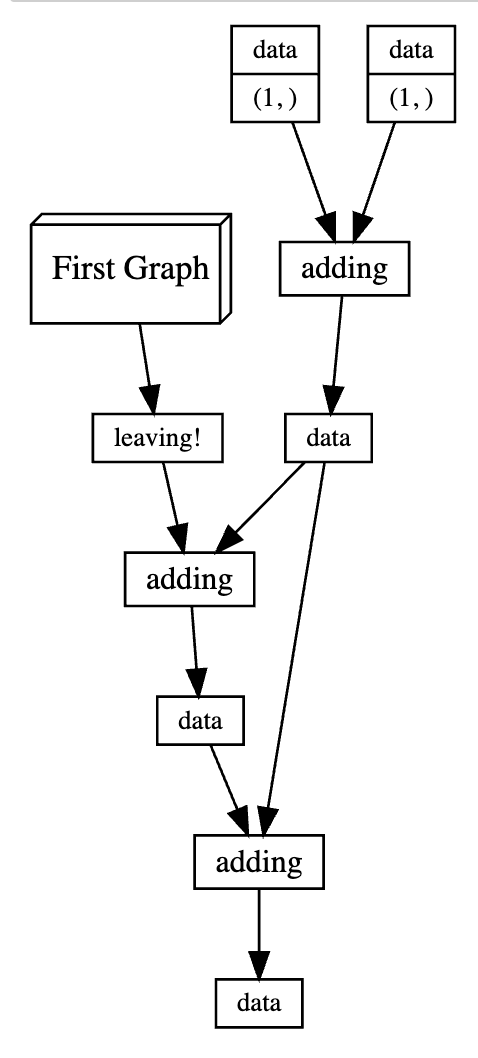 data
(1, )
data
(1, )
First Graph
adding
leaving!
data
adding
data
adding
data